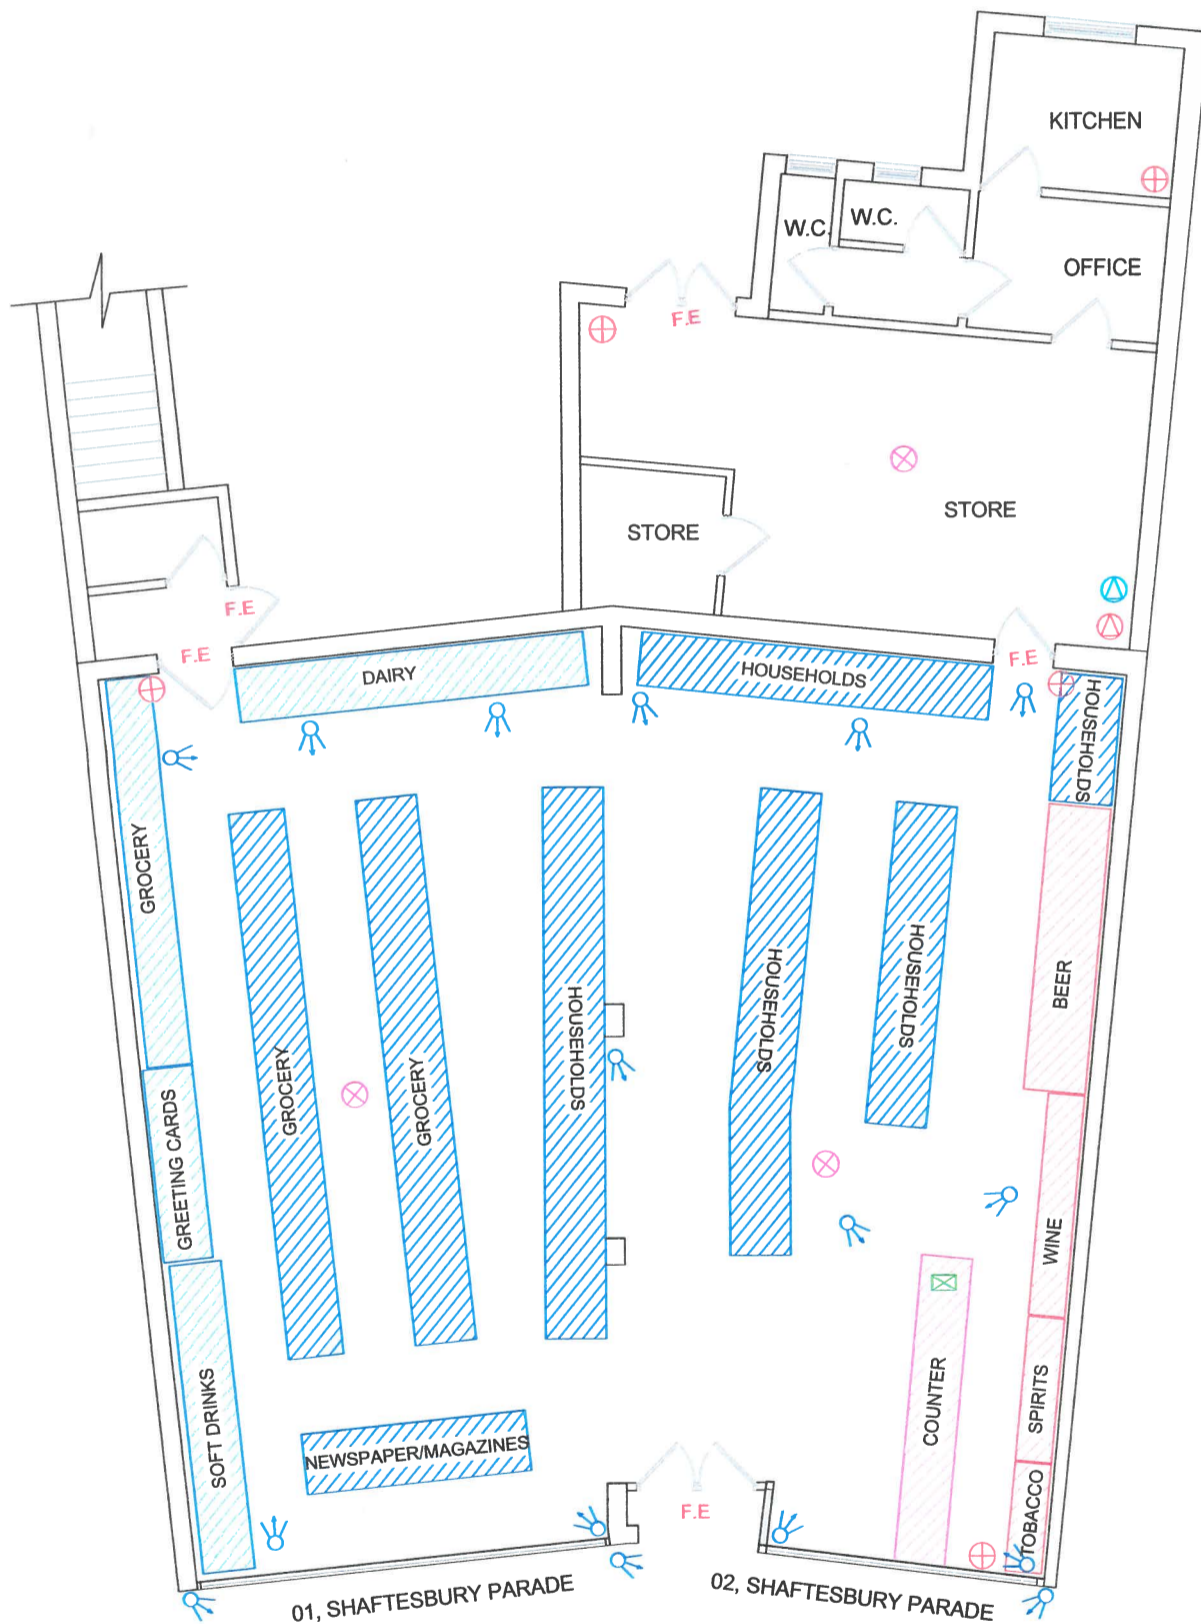 KITCHEN
W.C.
W.C.
OFFICE
F.E
STORE
STORE
F.E
F.E
F.E
DAIRY
HOUSEHOLDS
HOUSEHOLDS
GROCERY
GROCERY
GROCERY
HOUSEHOLDS
HOUSEHOLDS
HOUSEHOLDS
BEER
GREETING CARDS
WINE
SOFT DRINKS
COUNTER
SPIRITS
NEWSPAPER/MAGAZINES
F.E
TOBACCO
01, SHAFTESBURY PARADE
02, SHAFTESBURY PARADE